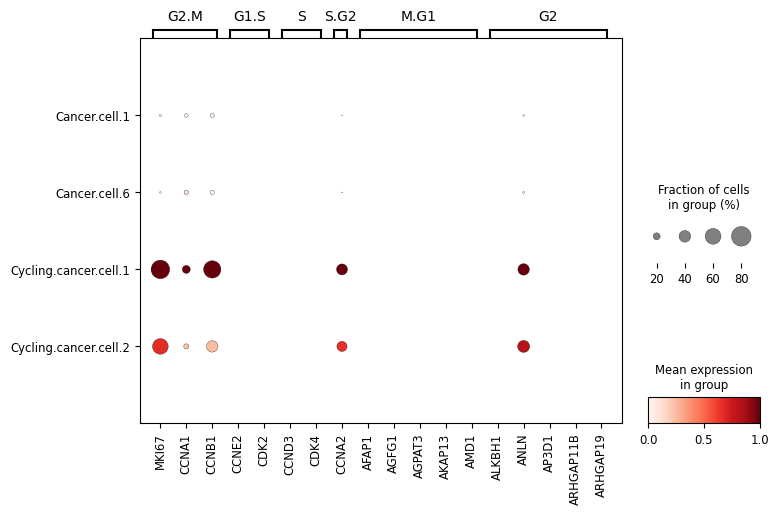 G2.M G1.S S S.G2 M.G1 G2
Cancer.cell.1
Cancer.cell.6
Cycling.cancer.cell.1
Cycling.cancer.cell.2
MKI67 CCNA1 CCNB1 CCNE2 CDK2 CCND3 CDK4 CCNA2 AFAP1 AGFG1 AGPAT3 AKAP13 AMD1 ALKBH1 ANLN AP3D1 ARHGAP11B ARHGAP19
Fraction of cells
in group (%)
20 40 60 80
Mean expression
in group
0.0 0.5 1.0